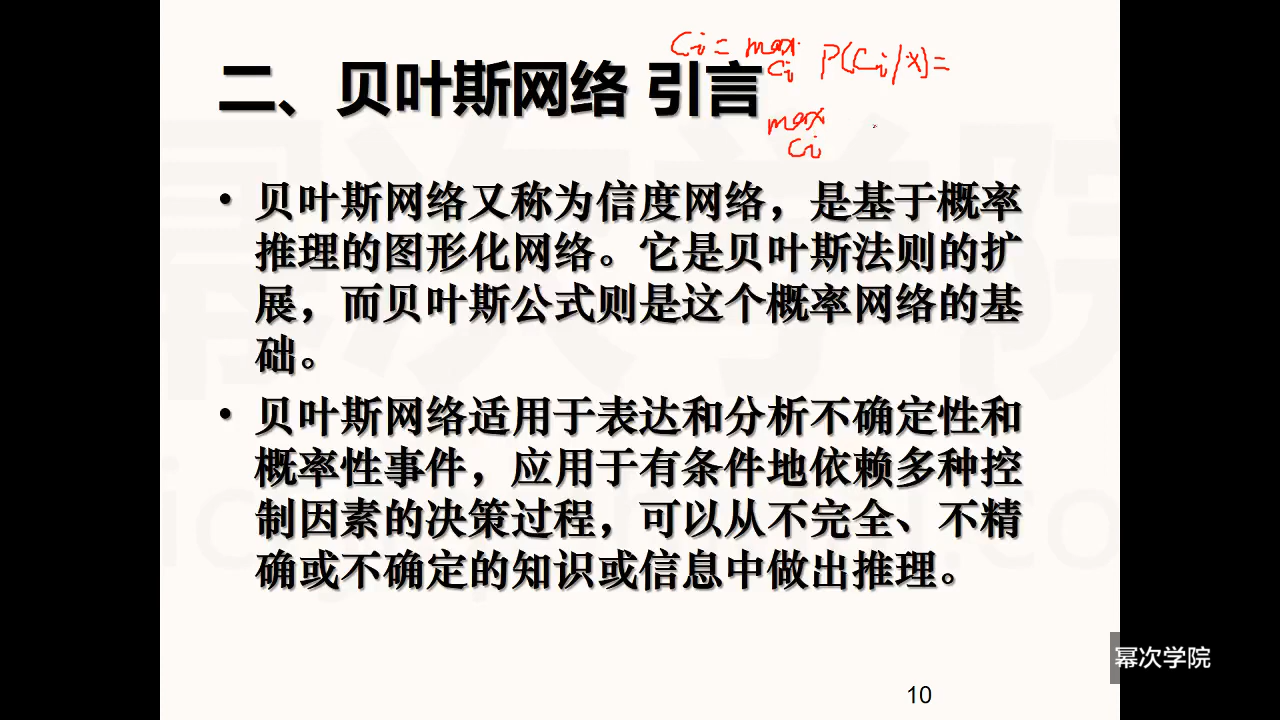 Ci = max P(Ci/x) =
Ci
二、贝叶斯网络 引言
max
Ci
• 贝叶斯网络又称为信度网络，是基于概率
推理的图形化网络。它是贝叶斯法则的扩
展，而贝叶斯公式则是这个概率网络的基
础。
• 贝叶斯网络适用于表达和分析不确定性和
概率性事件，应用于有条件地依赖多种控
制因素的决策过程，可以从不完全、不精
确或不确定的知识或信息中做出推理。
幂次学院
10